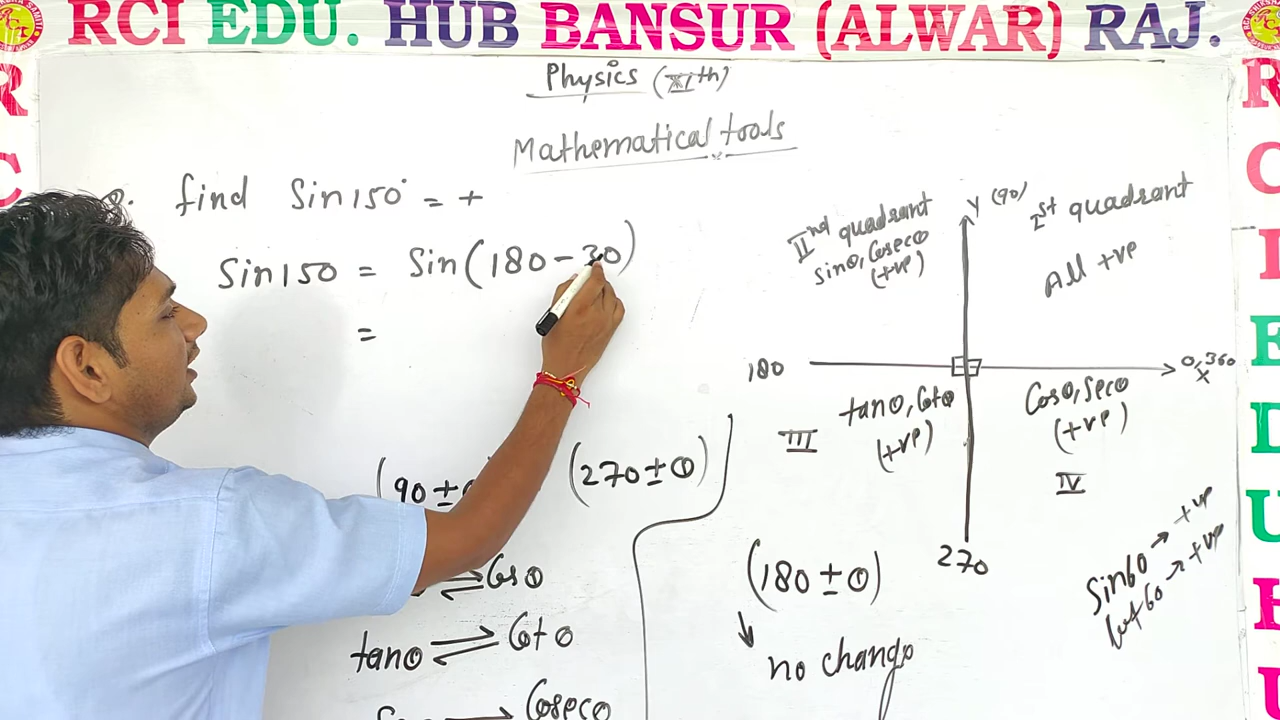 RCI EDU. HUB BANSUR (ALWAR) RAJ.
Physics (XIth)
Mathematical tools
Q. find Sin150° = +
Sin150 = Sin(180-30)
=
(90±
(270±θ)
Cosθ
tanθ ⇌ Cotθ
Cosecθ
Y (90)
IInd quadrant
sinθ, Cosecθ
(+ve)
Ist quadrant
All +ve
180
0,360
X
tanθ, Cotθ
(+ve)
III
Cosθ, Secθ
(+ve)
IV
270
(180±θ)
↓
no change
Sin60 → +ve
Cot60 → +ve
R
C
R
C
I
E
D
U
H
U